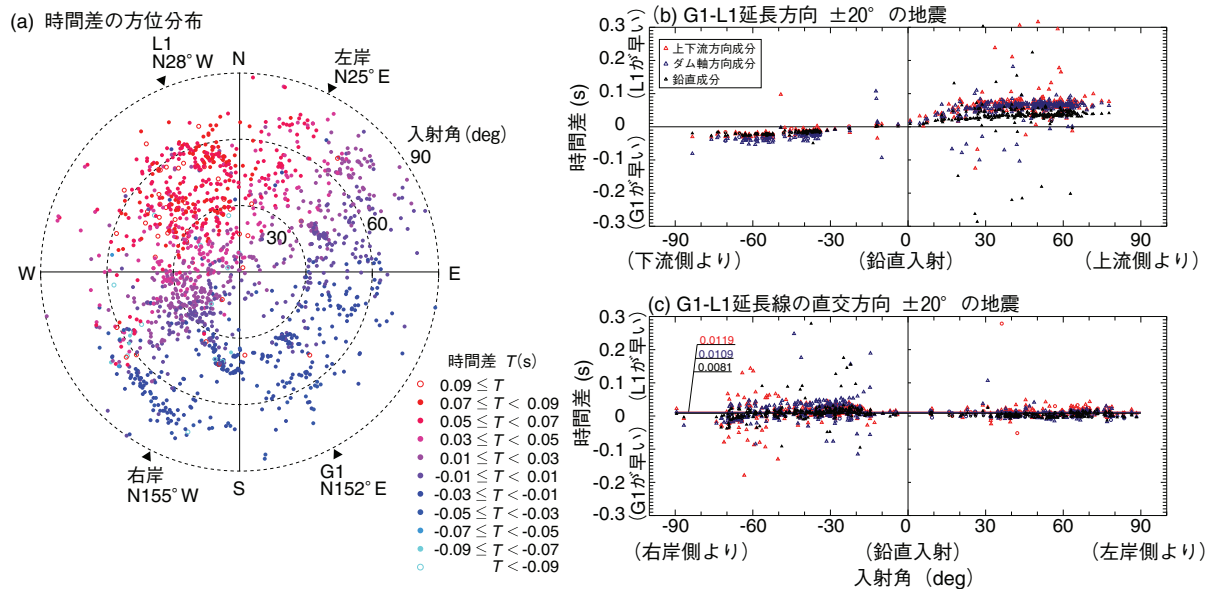 (a) 時間差の方位分布
L1
N28° W
N
左岸
N25° E
入射角(deg)
90
60
30
W
E
右岸
N155° W
S
G1
N152° E
時間差 T(s)
0.09 ≤ T
0.07 ≤ T < 0.09
0.05 ≤ T < 0.07
0.03 ≤ T < 0.05
0.01 ≤ T < 0.03
-0.01 ≤ T < 0.01
-0.03 ≤ T < -0.01
-0.05 ≤ T < -0.03
-0.07 ≤ T < -0.05
-0.09 ≤ T < -0.07
T < -0.09
(b) G1-L1延長方向 ±20° の地震
上下流方向成分
ダム軸方向成分
鉛直成分
時間差 (s)
(G1が早い) (L1が早い)
0.3
0.2
0.1
0
-0.1
0.2
0.3
-90 -60 -30 0 30 60 90
(下流側より) (鉛直入射) (上流側より)
(c) G1-L1延長線の直交方向 ±20° の地震
0.0119
0.0109
0.0081
時間差 (s)
(G1が早い) (L1が早い)
0.3
0.2
0.1
0
-0.1
0.2
0.3
-90 -60 -30 0 30 60 90
(右岸側より) (鉛直入射) (左岸側より)
入射角 (deg)